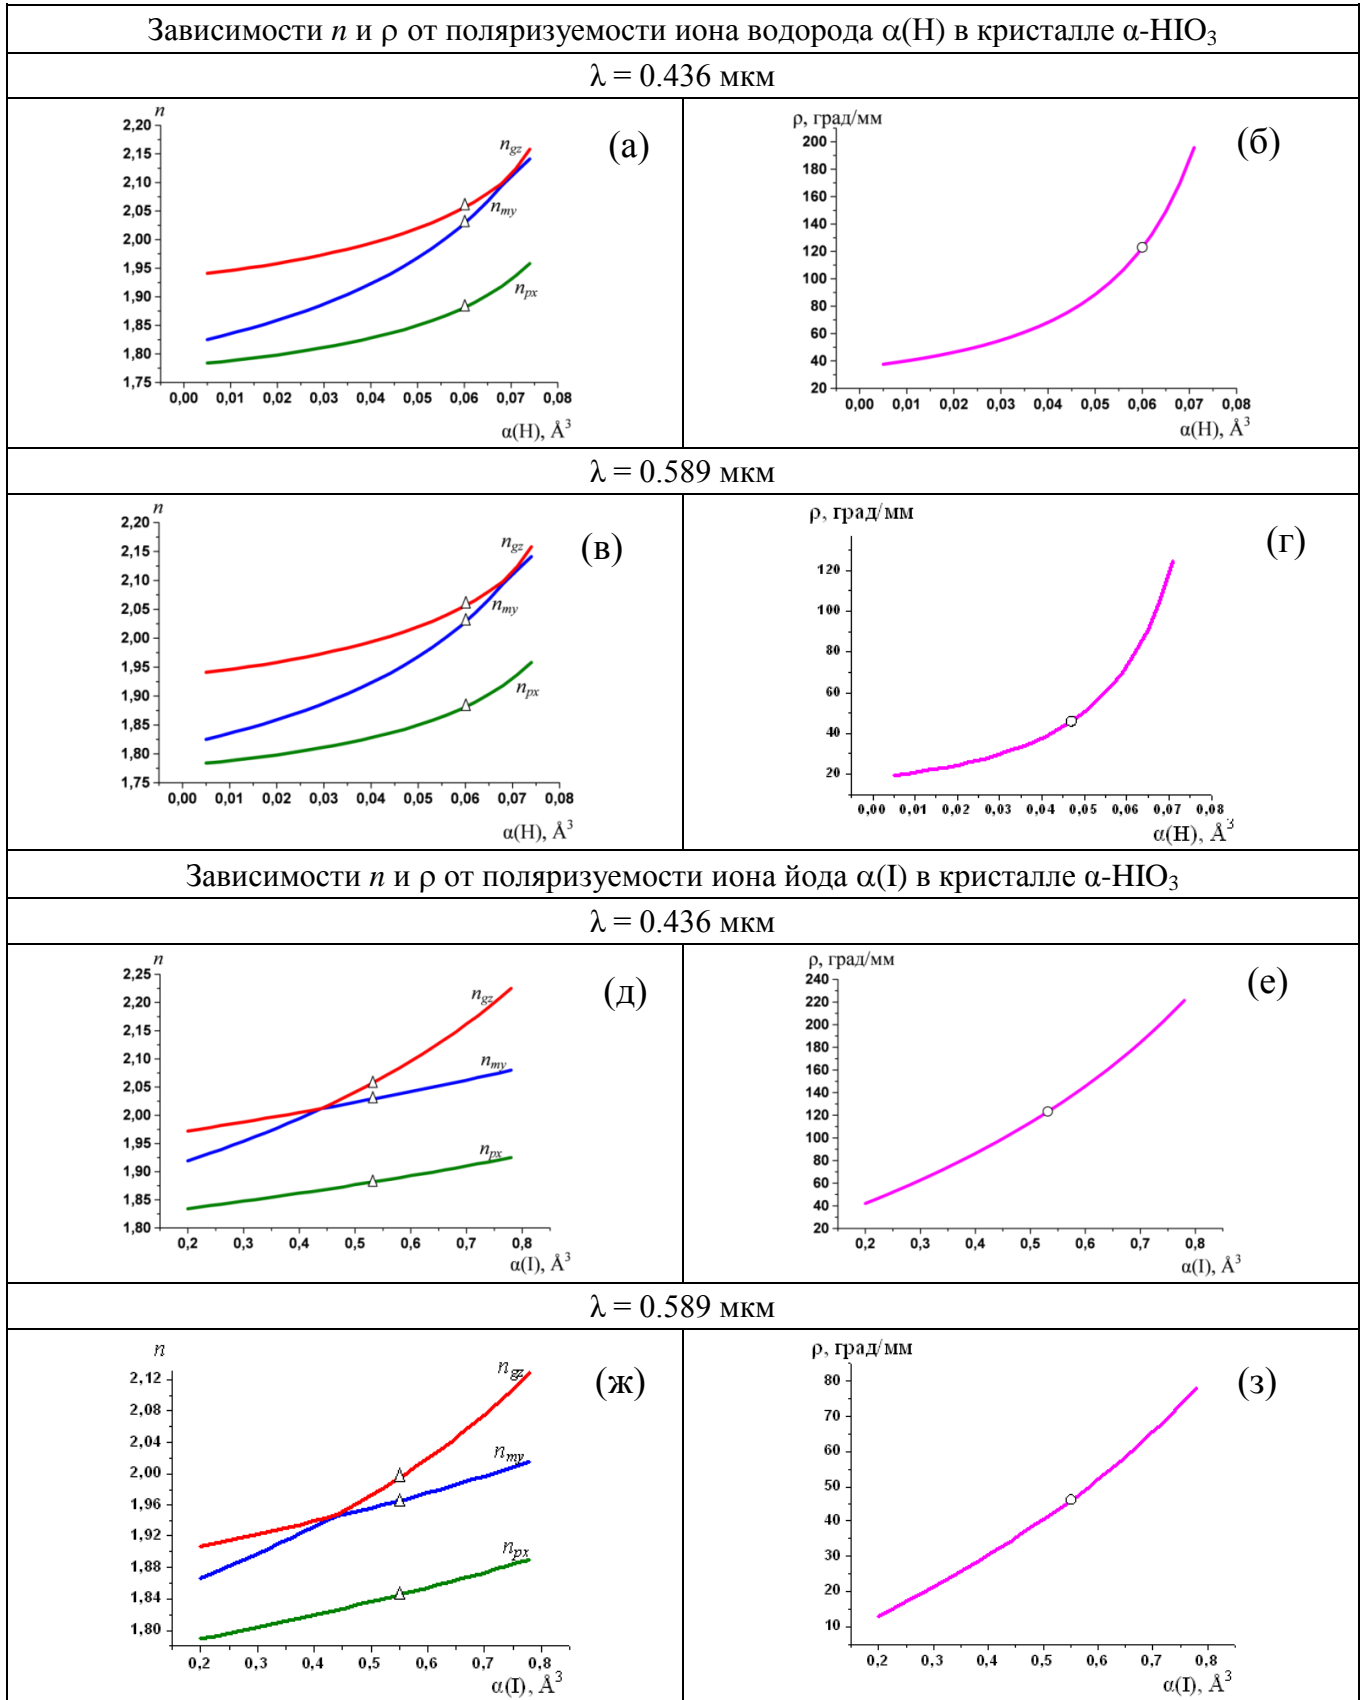 Зависимости n и ρ от поляризуемости иона водорода α(H) в кристалле α-HIO₃
λ = 0.436 мкм
n
2,20
2,15
2,10
2,05
2,00
1,95
1,90
1,85
1,80
1,75
0,00 0,01 0,02 0,03 0,04 0,05 0,06 0,07 0,08
α(H), Å³
n_gz
n_my
n_px
(а)
ρ, град/мм
200
180
160
140
120
100
80
60
40
20
0,00 0,01 0,02 0,03 0,04 0,05 0,06 0,07 0,08
α(H), Å³
(б)
λ = 0.589 мкм
n
2,20
2,15
2,10
2,05
2,00
1,95
1,90
1,85
1,80
1,75
0,00 0,01 0,02 0,03 0,04 0,05 0,06 0,07 0,08
α(H), Å³
n_gz
n_my
n_px
(в)
ρ, град/мм
120
100
80
60
40
20
0,00 0,01 0,02 0,03 0,04 0,05 0,06 0,07 0,08
α(H), Å³
(г)
Зависимости n и ρ от поляризуемости иона йода α(I) в кристалле α-HIO₃
λ = 0.436 мкм
n
2,25
2,20
2,15
2,10
2,05
2,00
1,95
1,90
1,85
1,80
0,2 0,3 0,4 0,5 0,6 0,7 0,8
α(I), Å³
n_gz
n_my
n_px
(д)
ρ, град/мм
240
220
200
180
160
140
120
100
80
60
40
20
0,2 0,3 0,4 0,5 0,6 0,7 0,8
α(I), Å³
(е)
λ = 0.589 мкм
n
2,12
2,08
2,04
2,00
1,96
1,92
1,88
1,84
1,80
0,2 0,3 0,4 0,5 0,6 0,7 0,8
α(I), Å³
n_gz
n_my
n_px
(ж)
ρ, град/мм
80
70
60
50
40
30
20
10
0,2 0,3 0,4 0,5 0,6 0,7 0,8
α(I), Å³
(з)